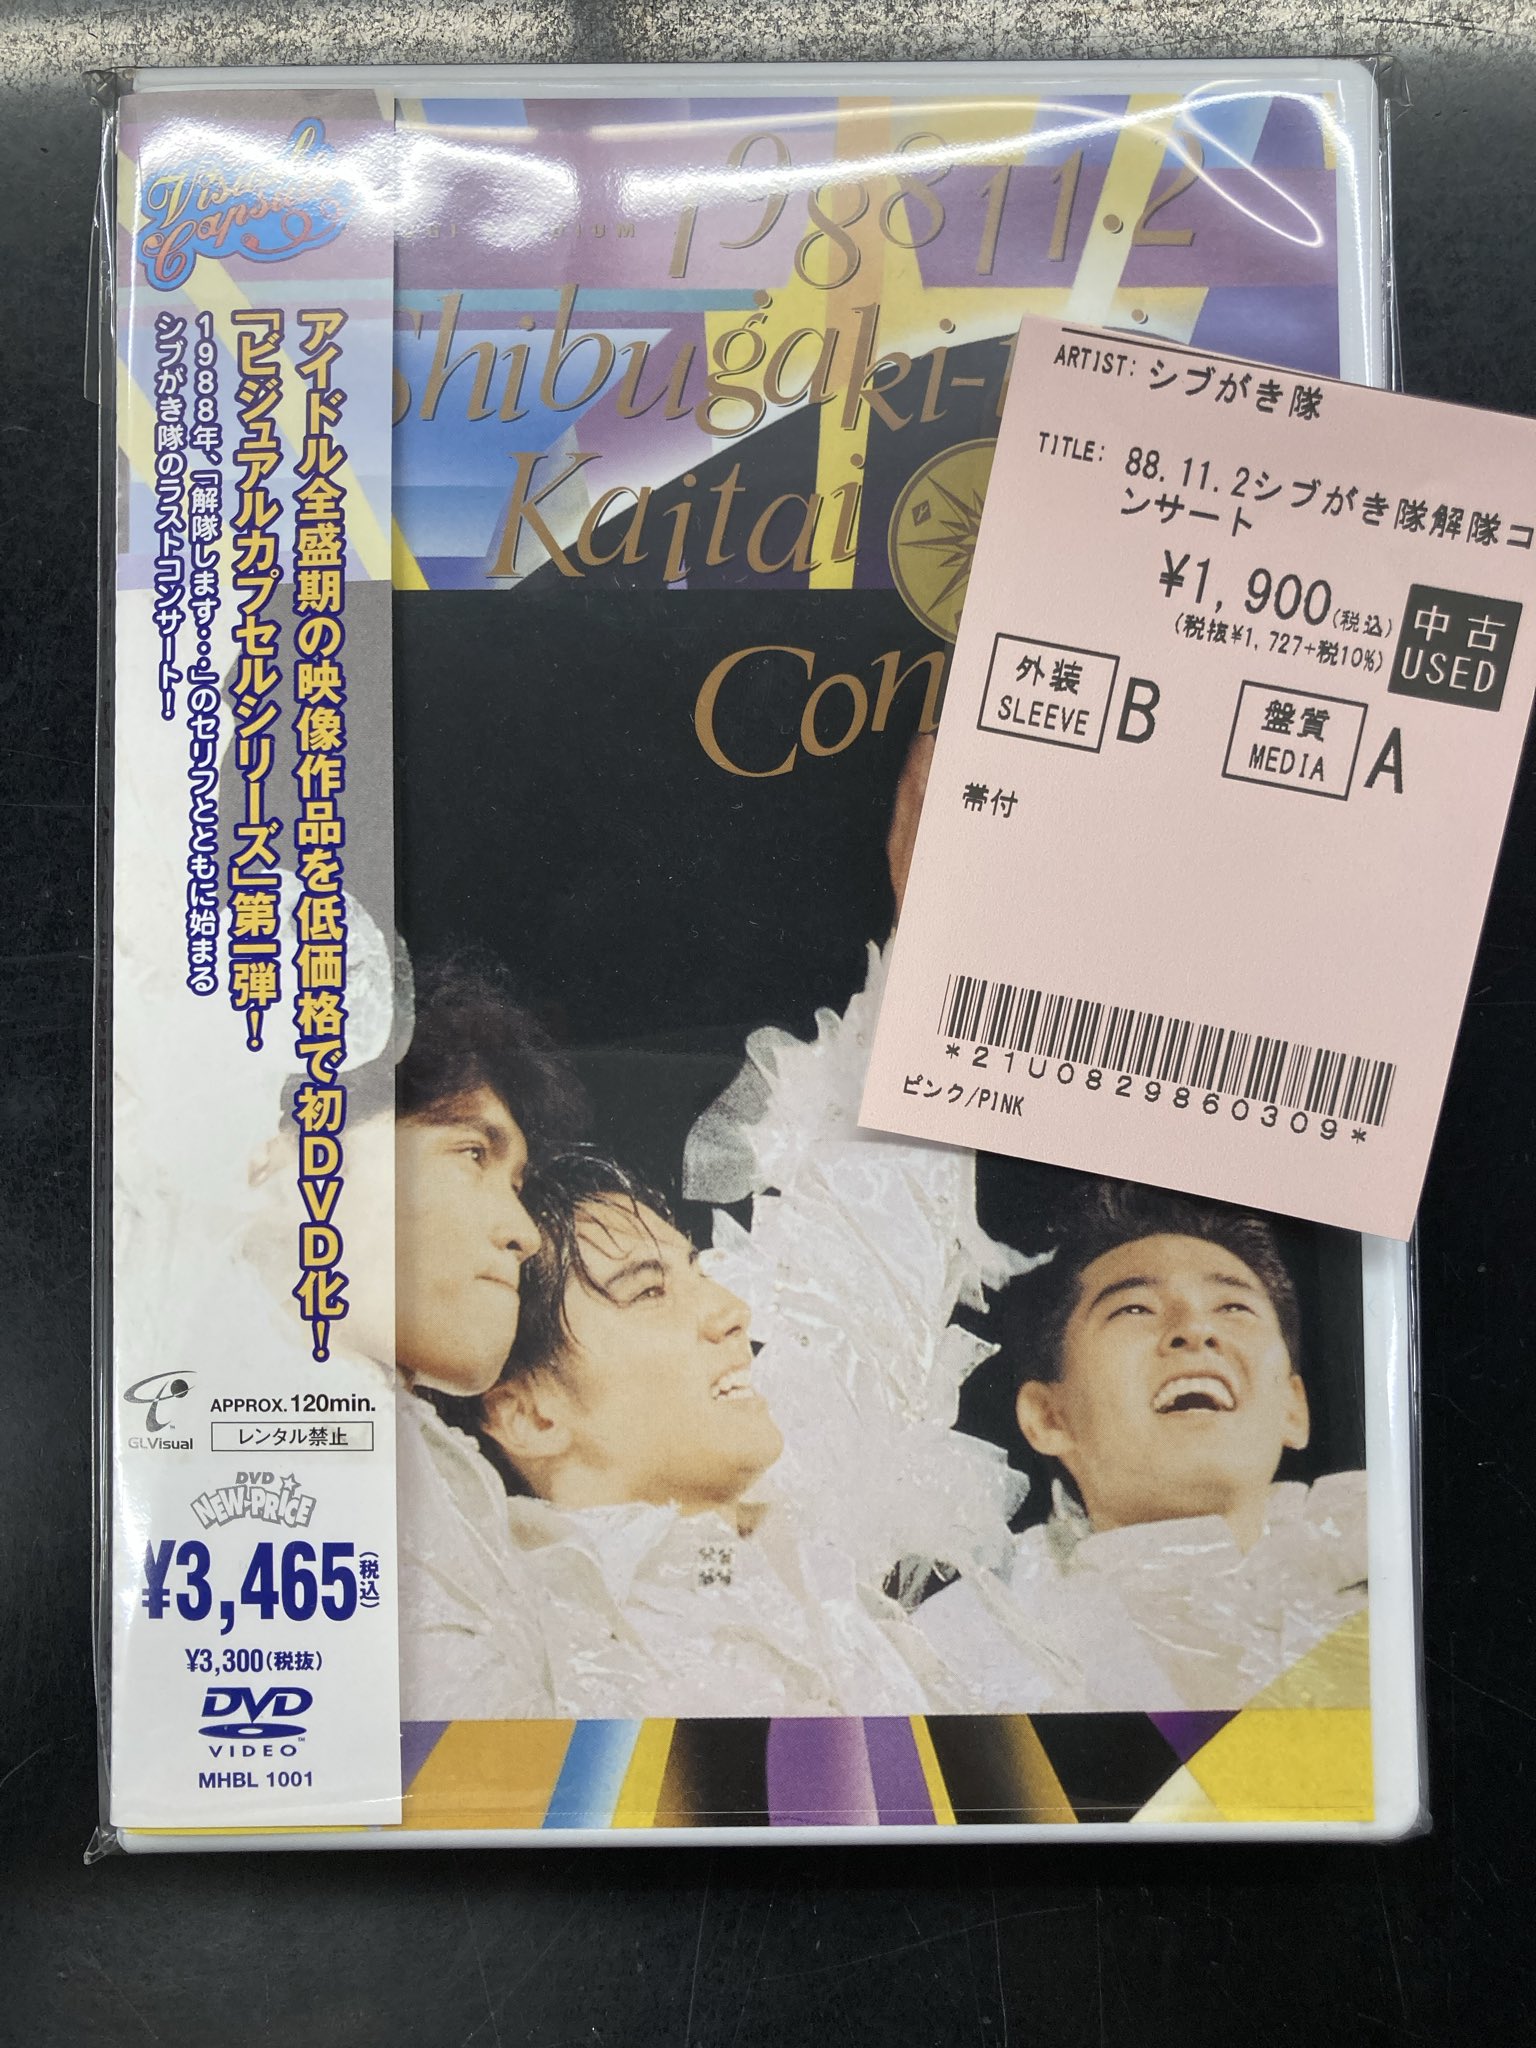 Visual
Capsule
アイドル全盛期の映像作品を低価格で初DVD化!
「ビジュアルカプセルシリーズ」第一弾!
1988年、「解隊します…」のセリフとともに始まる
シブがき隊のラストコンサート!
GLVisual
APPROX. 120min.
レンタル禁止
DVD
NEW-PRICE
¥3,465(税込)
¥3,300(税抜)
DVD
VIDEO
MHBL 1001
1988 11.2
Shibugaki-
Kaitai
Con
ARTIST: シブがき隊
TITLE: 88.11.2シブがき隊解隊コ
ンサート
¥1,900(税込)
(税抜¥1,727+税10%)
中古
USED
外装
SLEEVE
B
盤質
MEDIA
A
帯付
*21U0829860309*
ピンク/PINK